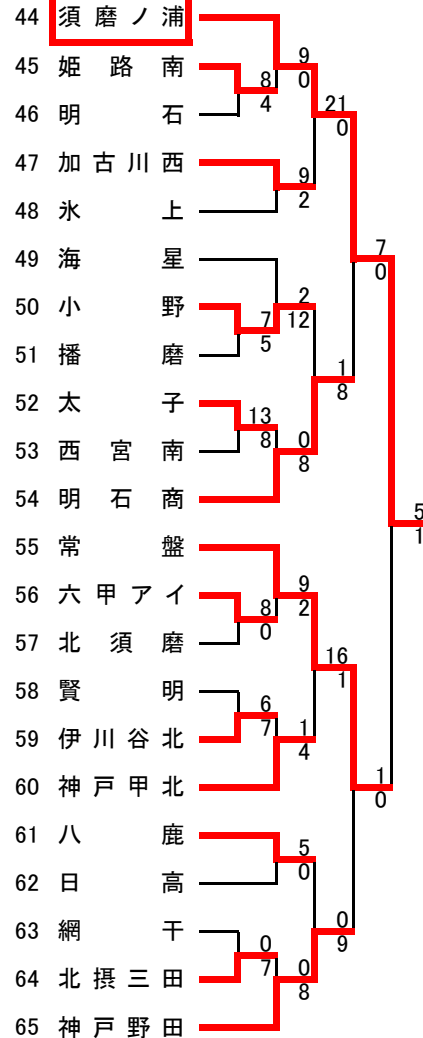 44 須磨ノ浦
45 姫路南
46 明石
47 加古川西
48 氷上
49 海星
50 小野
51 播磨
52 太子
53 西宮南
54 明石商
55 常盤
56 六甲アイ
57 北須磨
58 賢明
59 伊川谷北
60 神戸甲北
61 八鹿
62 日高
63 網干
64 北摂三田
65 神戸野田
8
4
7
5
13
8
8
0
6
7
0
7
9
0
9
2
2
12
0
8
9
2
1
4
5
0
0
8
21
0
1
8
16
1
0
9
7
0
1
0
5
1